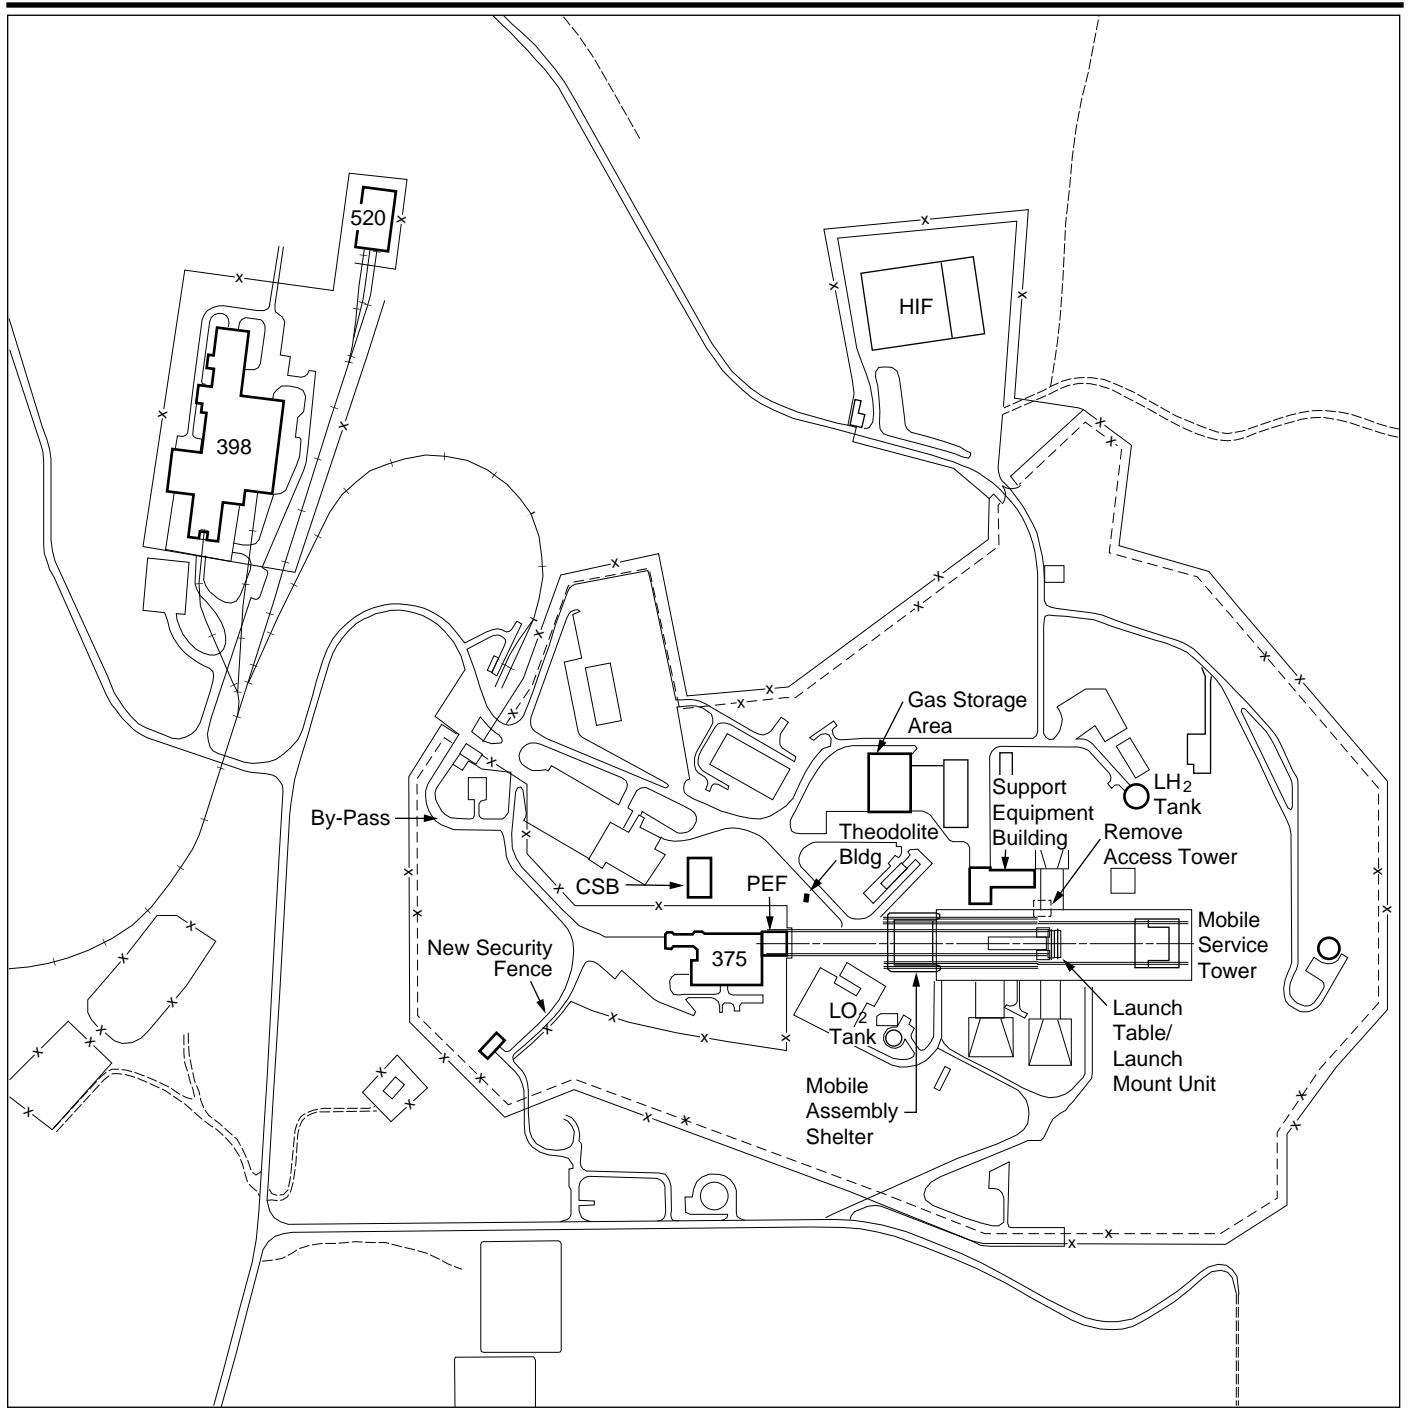 520
HIF
398
Gas Storage
Area
LH2
Tank
Support
Equipment
Building
By-Pass
Theodolite
Bldg
Remove
Access Tower
CSB
PEF
Mobile
Service
Tower
New Security
Fence
375
LO2
Tank
Launch
Table/
Launch
Mount Unit
Mobile
Assembly
Shelter